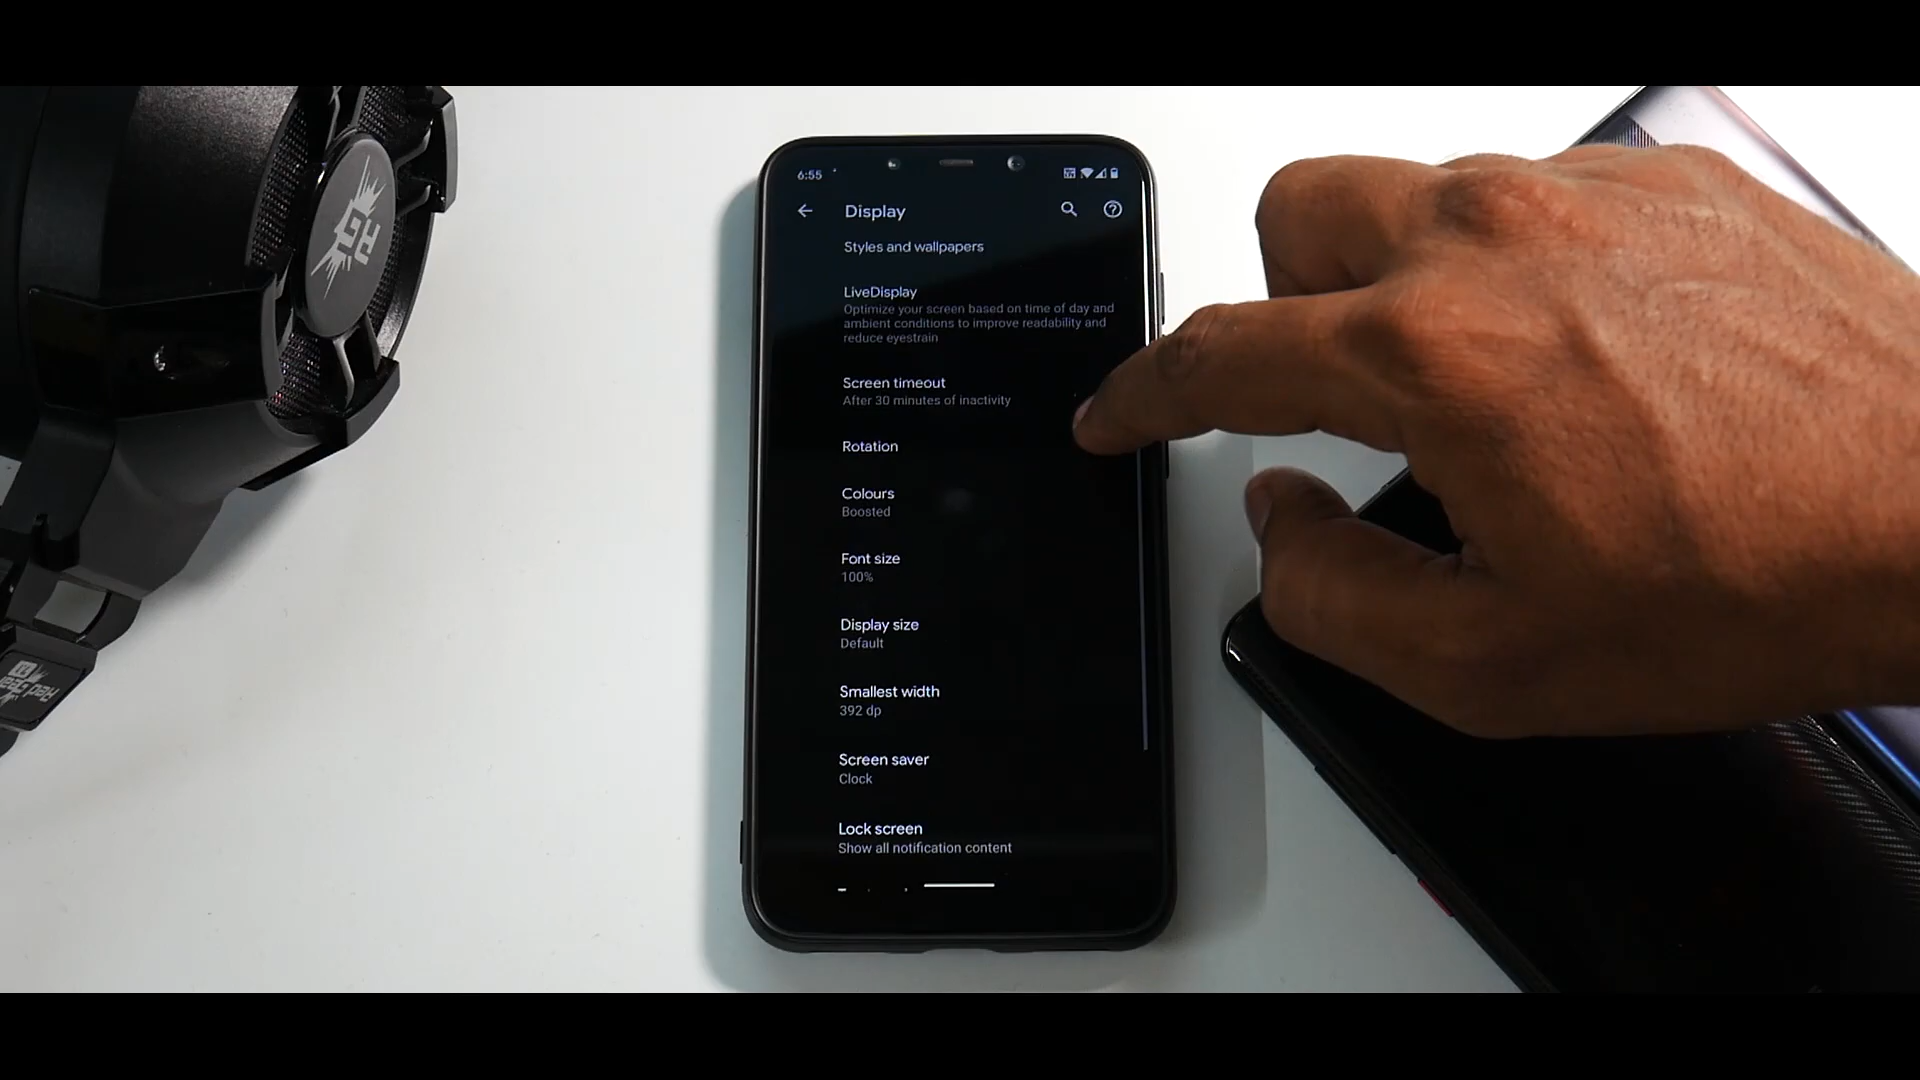 6:55
Display
Styles and wallpapers
LiveDisplay
Optimize your screen based on time of day and
ambient conditions to improve readability and
reduce eyestrain
Screen timeout
After 30 minutes of inactivity
Rotation
Colours
Boosted
Font size
100%
Display size
Default
Smallest width
392 dp
Screen saver
Clock
Lock screen
Show all notification content